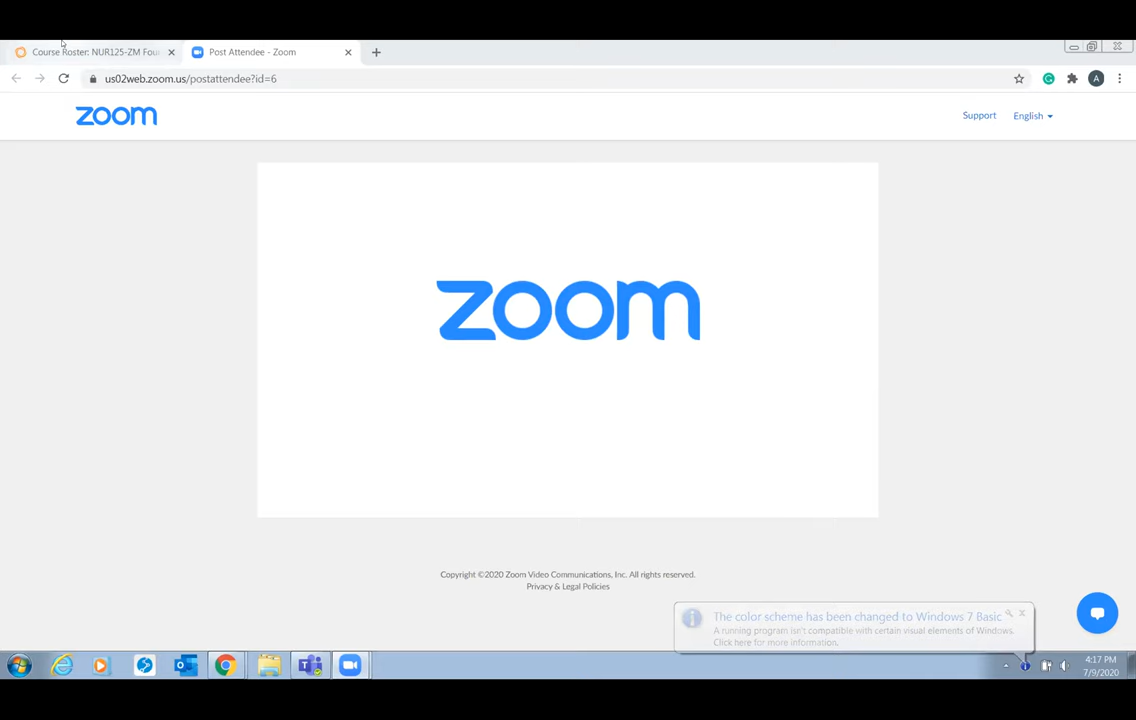 Course Roster: NUR125-ZM Four
Post Attendee - Zoom
us02web.zoom.us/postattendee?id=6
A
zoom
Support
English
zoom
Copyright ©2020 Zoom Video Communications, Inc. All rights reserved.
Privacy & Legal Policies
The color scheme has been changed to Windows 7 Basic
A running program isn't compatible with certain visual elements of Windows.
Click here for more information.
4:17 PM
7/9/2020